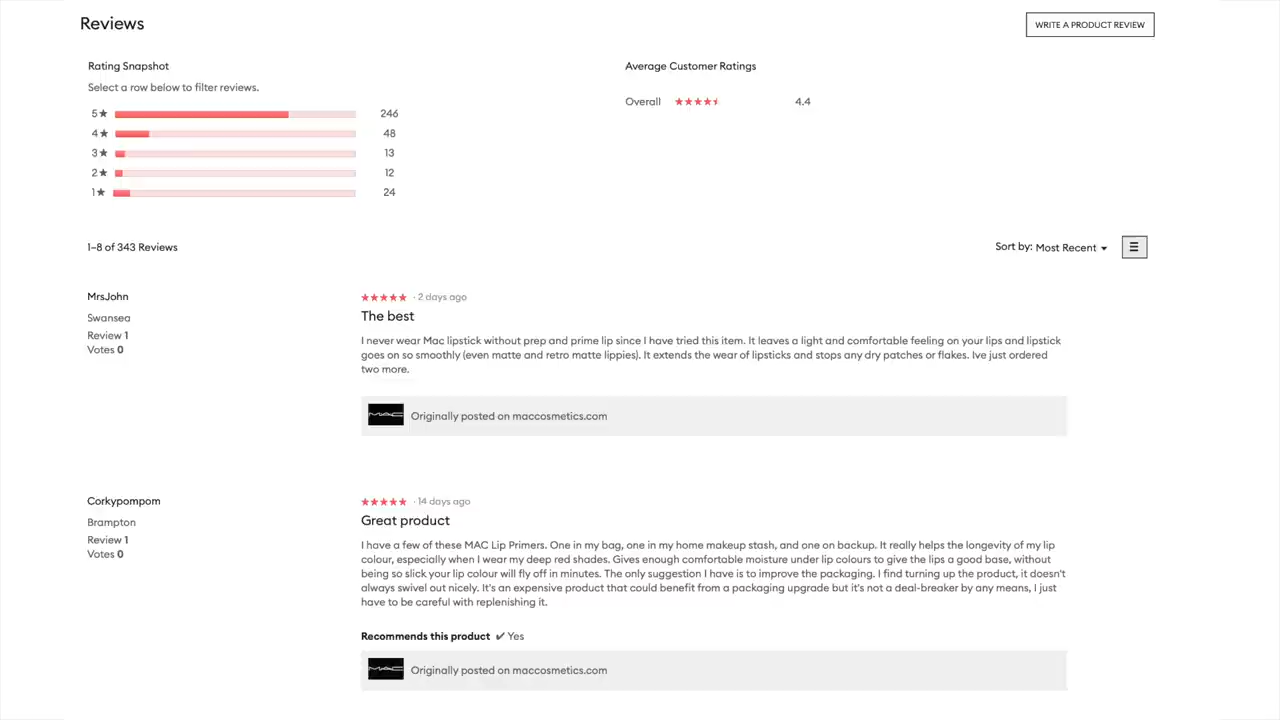 Reviews
WRITE A PRODUCT REVIEW
Rating Snapshot
Average Customer Ratings
Select a row below to filter reviews.
Overall ★★★★★ 4.4
5★ 246
4★ 48
3★ 13
2★ 12
1★ 24
1–8 of 343 Reviews
Sort by: Most Recent ▼
MrsJohn
Swansea
Review 1
Votes 0
★★★★★ · 2 days ago
The best
I never wear Mac lipstick without prep and prime lip since I have tried this item. It leaves a light and comfortable feeling on your lips and lipstick
goes on so smoothly (even matte and retro matte lippies). It extends the wear of lipsticks and stops any dry patches or flakes. Ive just ordered
two more.
MAC Originally posted on maccosmetics.com
Corkypompom
Brampton
Review 1
Votes 0
★★★★★ · 14 days ago
Great product
I have a few of these MAC Lip Primers. One in my bag, one in my home makeup stash, and one on backup. It really helps the longevity of my lip
colour, especially when I wear my deep red shades. Gives enough comfortable moisture under lip colours to give the lips a good base, without
being so slick your lip colour will fly off in minutes. The only suggestion I have is to improve the packaging. I find turning up the product, it doesn't
always swivel out nicely. It's an expensive product that could benefit from a packaging upgrade but it's not a deal-breaker by any means, I just
have to be careful with replenishing it.
Recommends this product ✔ Yes
MAC Originally posted on maccosmetics.com